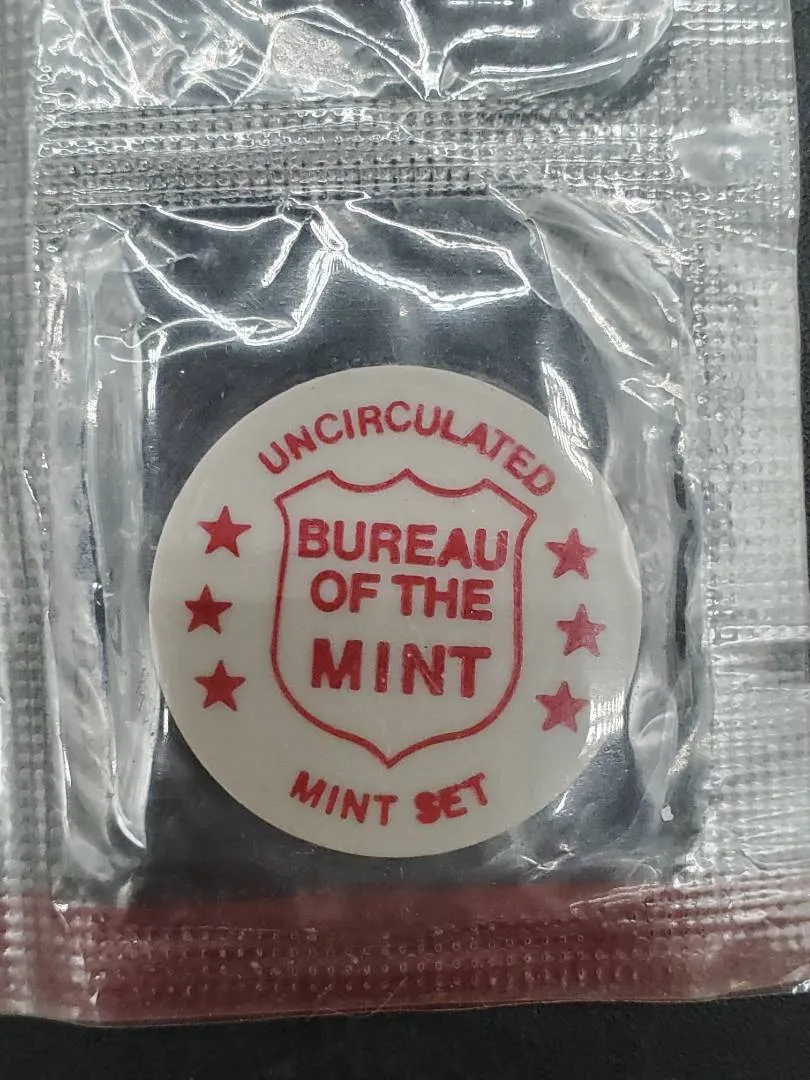 UNCIRCULATED
BUREAU
OF THE
MINT
MINT SET